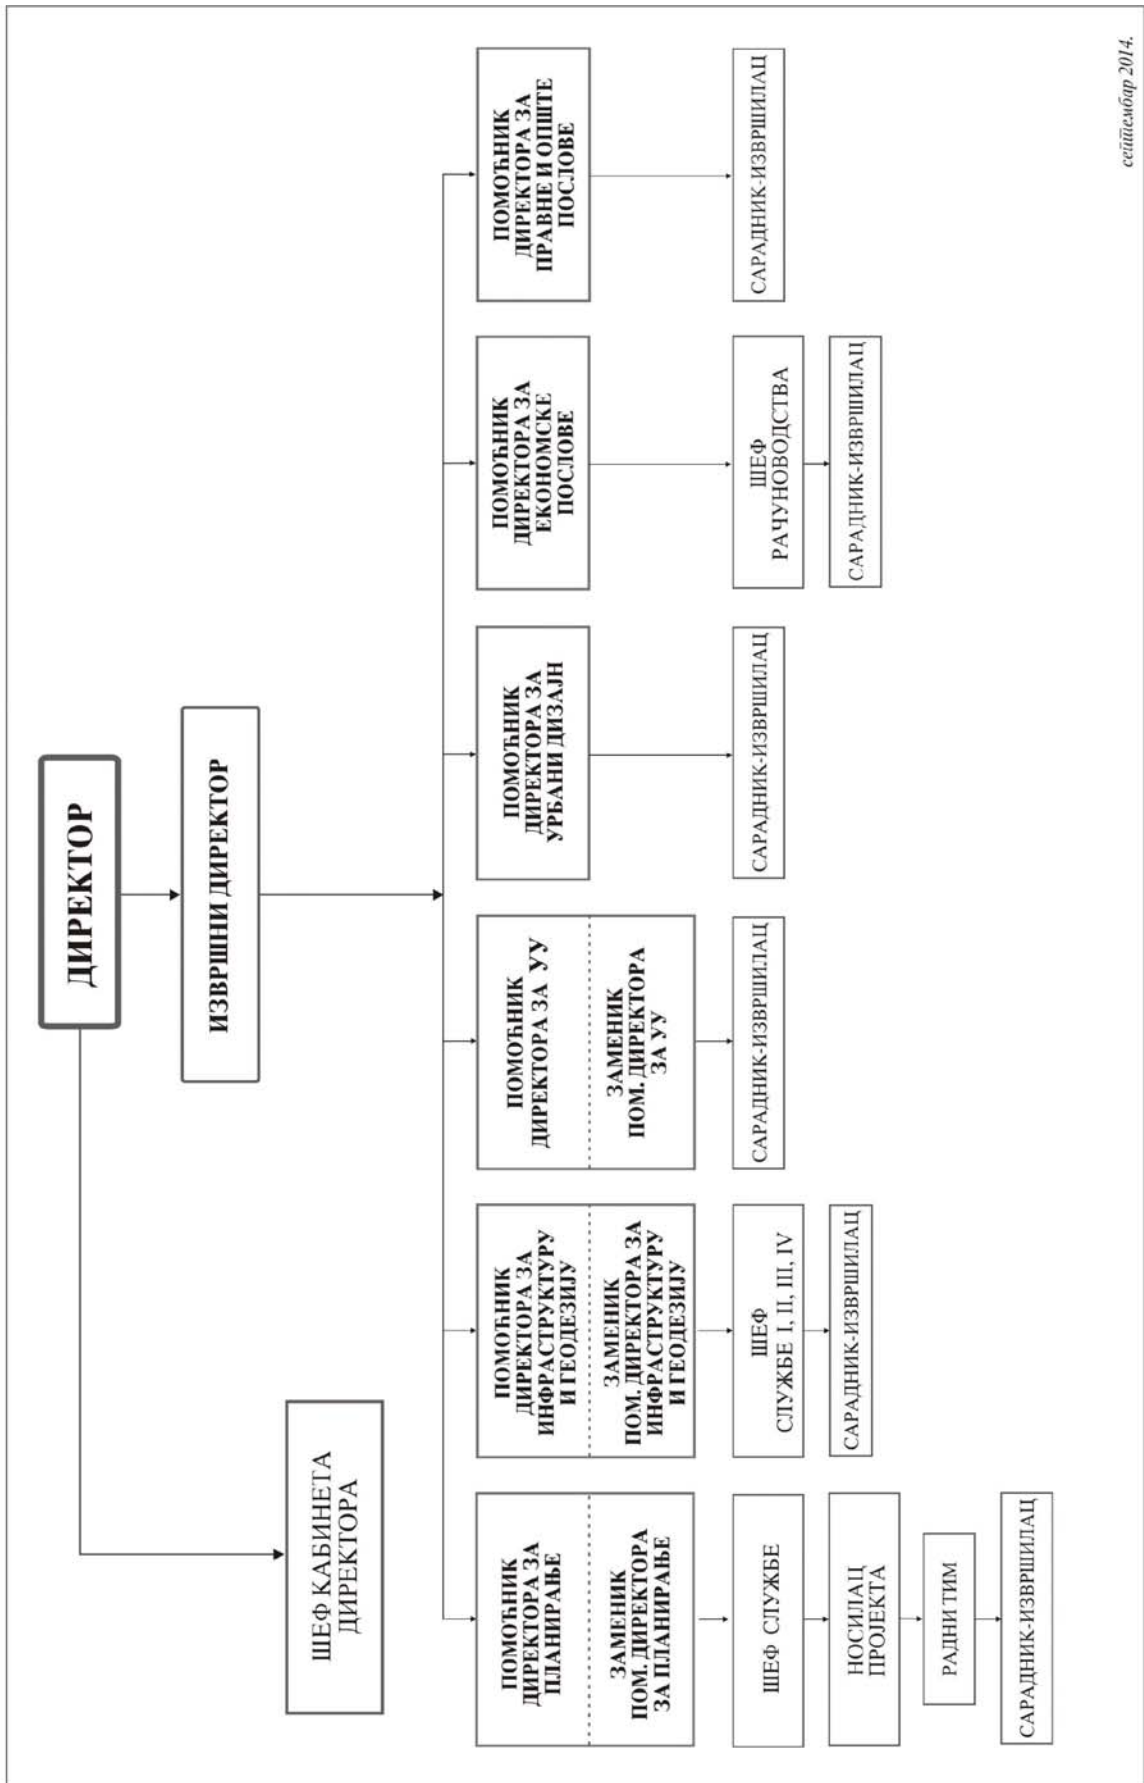 ДИРЕКТОР
ИЗВРШНИ ДИРЕКТОР
ШЕФ КАБИНЕТА
ДИРЕКТОРА
ПОМОЋНИК
ДИРЕКТОРА ЗА
ПЛАНИРАЊЕ
ЗАМЕНИК
ПОМ. ДИРЕКТОРА
ЗА ПЛАНИРАЊЕ
ШЕФ СЛУЖБЕ
НОСИЛАЦ
ПРОЈЕКТА
РАДНИ ТИМ
САРАДНИК-ИЗВРШИЛАЦ
ПОМОЋНИК
ДИРЕКТОРА ЗА
ИНФРАСТРУКТУРУ
И ГЕОДЕЗИЈУ
ЗАМЕНИК
ПОМ. ДИРЕКТОРА ЗА
ИНФРАСТРУКТУРУ
И ГЕОДЕЗИЈУ
ШЕФ
СЛУЖБЕ I, II, III, IV
САРАДНИК-ИЗВРШИЛАЦ
ПОМОЋНИК
ДИРЕКТОРА ЗА УУ
ЗАМЕНИК
ПОМ. ДИРЕКТОРА
ЗА УУ
САРАДНИК-ИЗВРШИЛАЦ
ПОМОЋНИК
ДИРЕКТОРА ЗА
УРБАНИ ДИЗАЈН
САРАДНИК-ИЗВРШИЛАЦ
ПОМОЋНИК
ДИРЕКТОРА ЗА
ЕКОНОМСКЕ
ПОСЛОВЕ
ШЕФ
РАЧУНОВОДСТВА
САРАДНИК-ИЗВРШИЛАЦ
ПОМОЋНИК
ДИРЕКТОРА ЗА
ПРАВНЕ И ОПШТЕ
ПОСЛОВЕ
САРАДНИК-ИЗВРШИЛАЦ
септембар 2014.